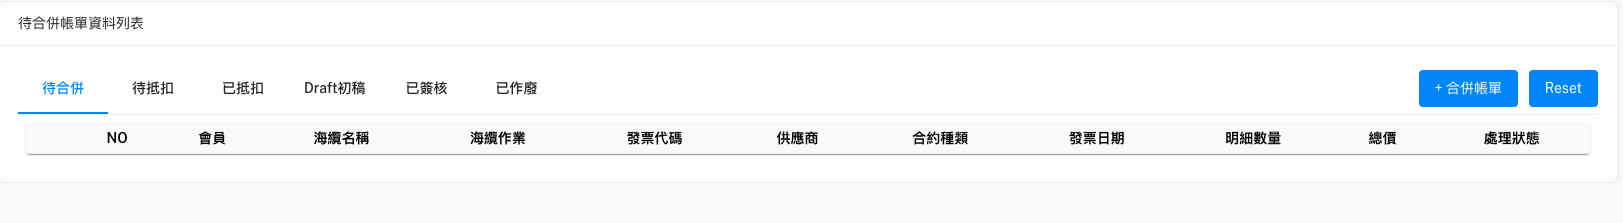 待合併帳單資料列表
待合併 待抵扣 已抵扣 Draft初稿 已簽核 已作廢 + 合併帳單 Reset
NO 會員 海纜名稱 海纜作業 發票代碼 供應商 合約種類 發票日期 明細數量 總價 處理狀態